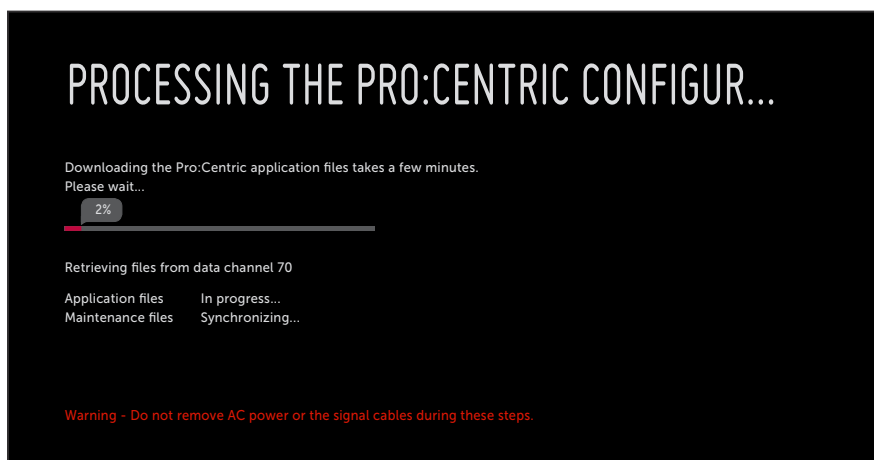 PROCESSING THE PRO:CENTRIC CONFIGUR...
Downloading the Pro:Centric application files takes a few minutes.
Please wait...
2%
Retrieving files from data channel 70
Application files In progress...
Maintenance files Synchronizing...
Warning - Do not remove AC power or the signal cables during these steps.